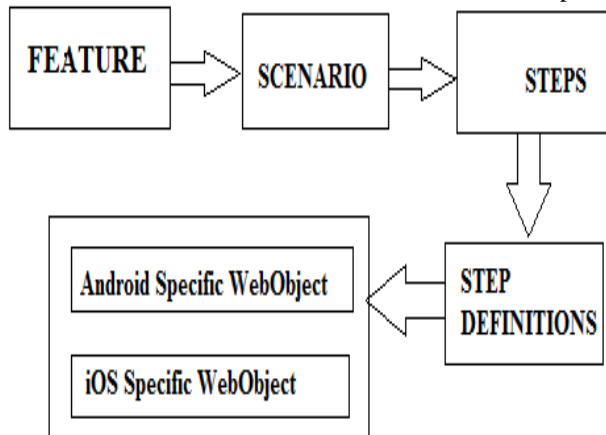 FEATURE
SCENARIO
STEPS
STEP
DEFINITIONS
Android Specific WebObject
iOS Specific WebObject